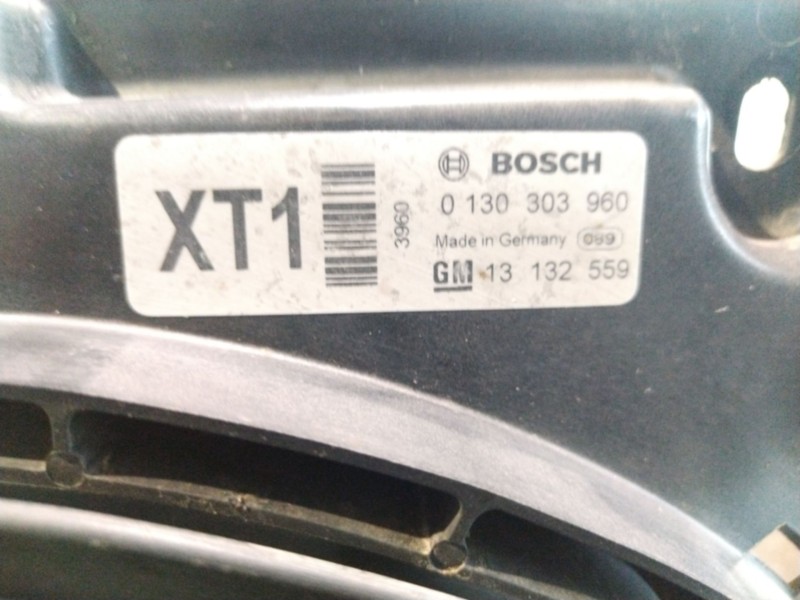 XT1
3960
BOSCH
0 130 303 960
Made in Germany 099
GM 13 132 559